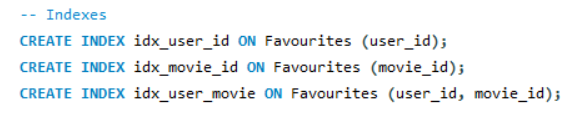 -- Indexes
CREATE INDEX idx_user_id ON Favourites (user_id);
CREATE INDEX idx_movie_id ON Favourites (movie_id);
CREATE INDEX idx_user_movie ON Favourites (user_id, movie_id);